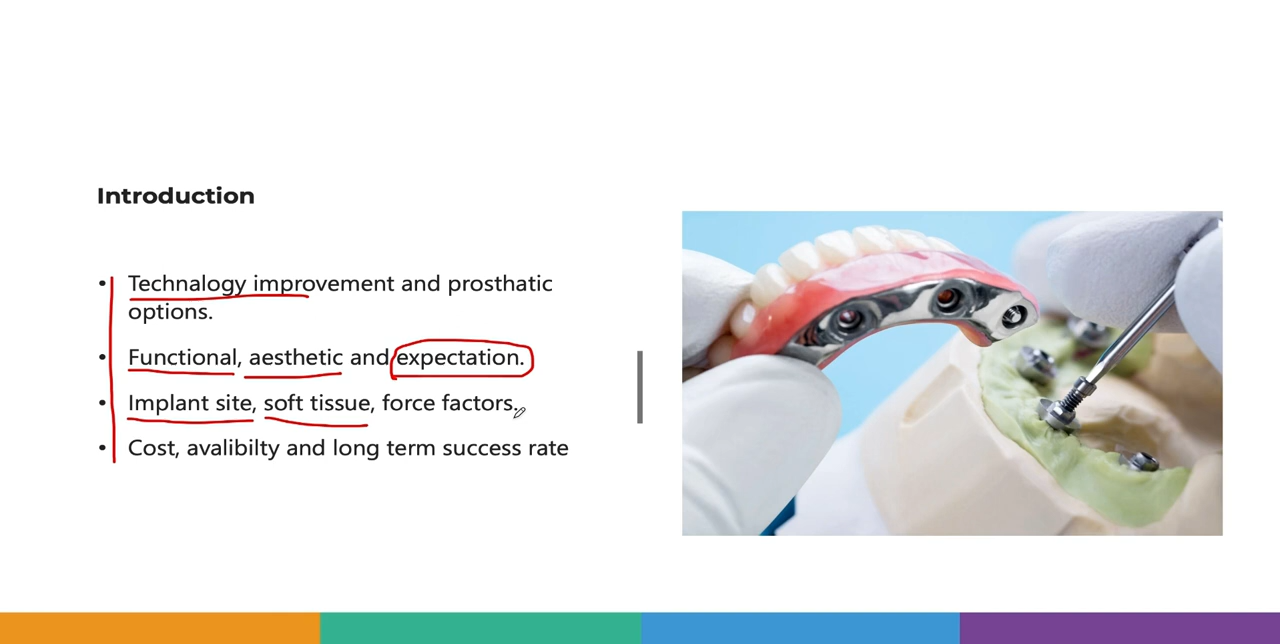 Introduction
• Technalogy improvement and prosthatic
options.
• Functional, aesthetic and expectation.
• Implant site, soft tissue, force factors.
• Cost, avalibilty and long term success rate